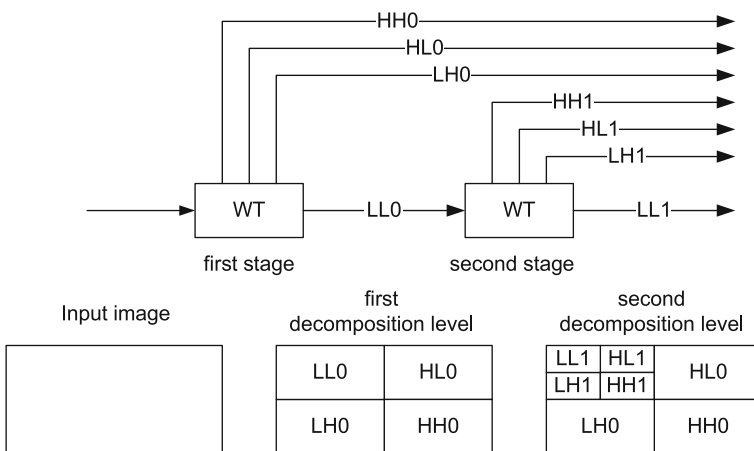 HH0
HL0
LH0
HH1
HL1
LH1
WT
LL0
WT
LL1
first stage
second stage
Input image
first
decomposition level
second
decomposition level
LL0
HL0
LH0
HH0
LL1
HL1
LH1
HH1
HL0
LH0
HH0